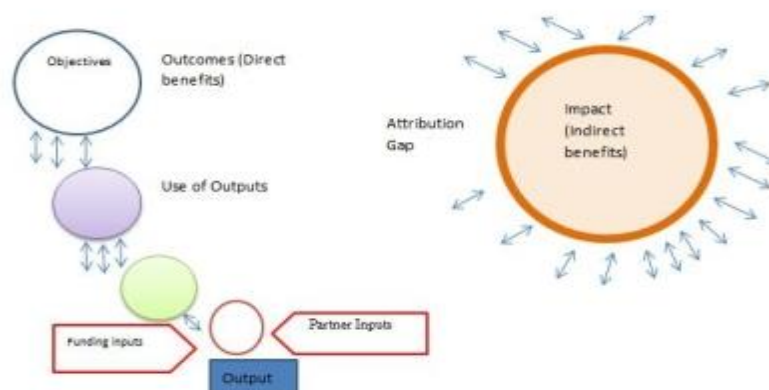 Objectives
Outcomes (Direct
benefits)
Use of Outputs
Attribution
Gap
Impact
(Indirect
benefits)
Funding inputs
Partner Inputs
Output